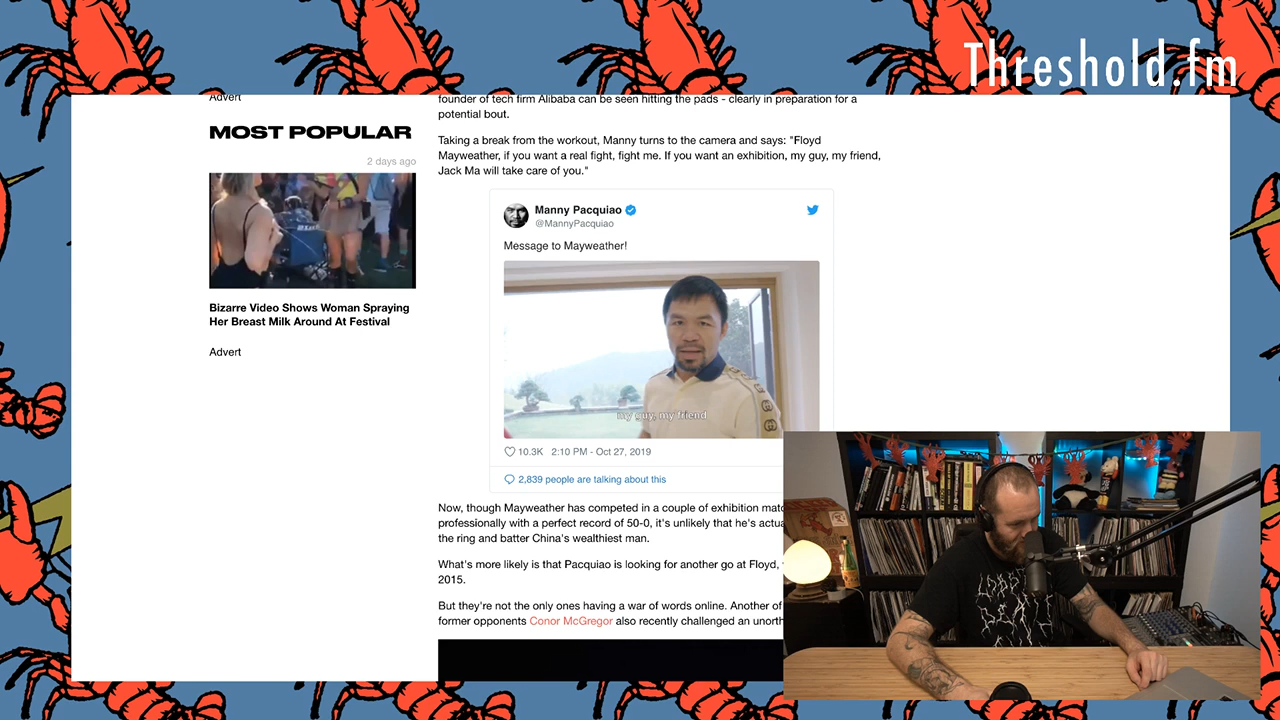 Threshold.fm
Advert
MOST POPULAR
2 days ago
Bizarre Video Shows Woman Spraying
Her Breast Milk Around At Festival
Advert
founder of tech firm Alibaba can be seen hitting the pads - clearly in preparation for a
potential bout.
Taking a break from the workout, Manny turns to the camera and says: "Floyd
Mayweather, if you want a real fight, fight me. If you want an exhibition, my guy, my friend,
Jack Ma will take care of you."
Manny Pacquiao
@MannyPacquiao
Message to Mayweather!
my guy, my friend
10.3K 2:10 PM - Oct 27, 2019
2,839 people are talking about this
Now, though Mayweather has competed in a couple of exhibition
professionally with a perfect record of 50-0, it's unlikely that he's
the ring and batter China's wealthiest man.
What's more likely is that Pacquiao is looking for another go at Floyd,
2015.
But they're not the only ones having a war of words online. Another of
former opponents Conor McGregor also recently challenged an